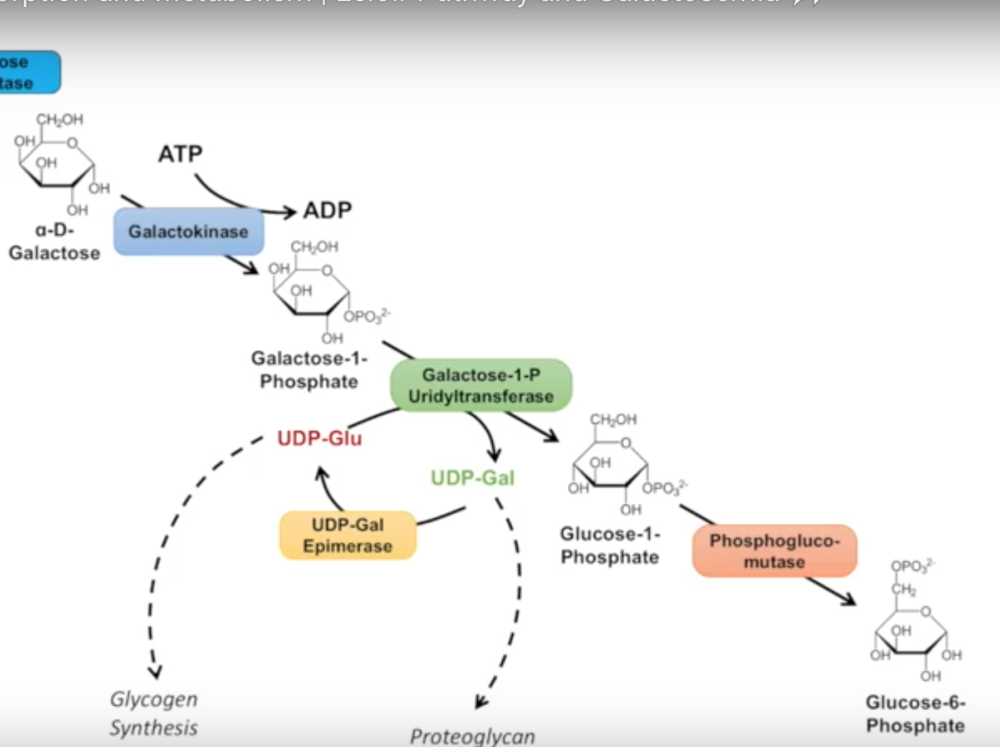 and
ose
tase
CH₂OH
OH
O
OH
OH
OH
α-D-
Galactose
ATP
ADP
Galactokinase
CH₂OH
OH
O
OH
OPO₃²⁻
OH
Galactose-1-
Phosphate
Galactose-1-P
Uridyltransferase
UDP-Glu
UDP-Gal
UDP-Gal
Epimerase
CH₂OH
O
OH
OH
OPO₃²⁻
OH
Glucose-1-
Phosphate
Phosphogluco-
mutase
OPO₃²⁻
CH₂
O
OH
OH
OH
OH
Glucose-6-
Phosphate
Glycogen
Synthesis
Proteoglycan